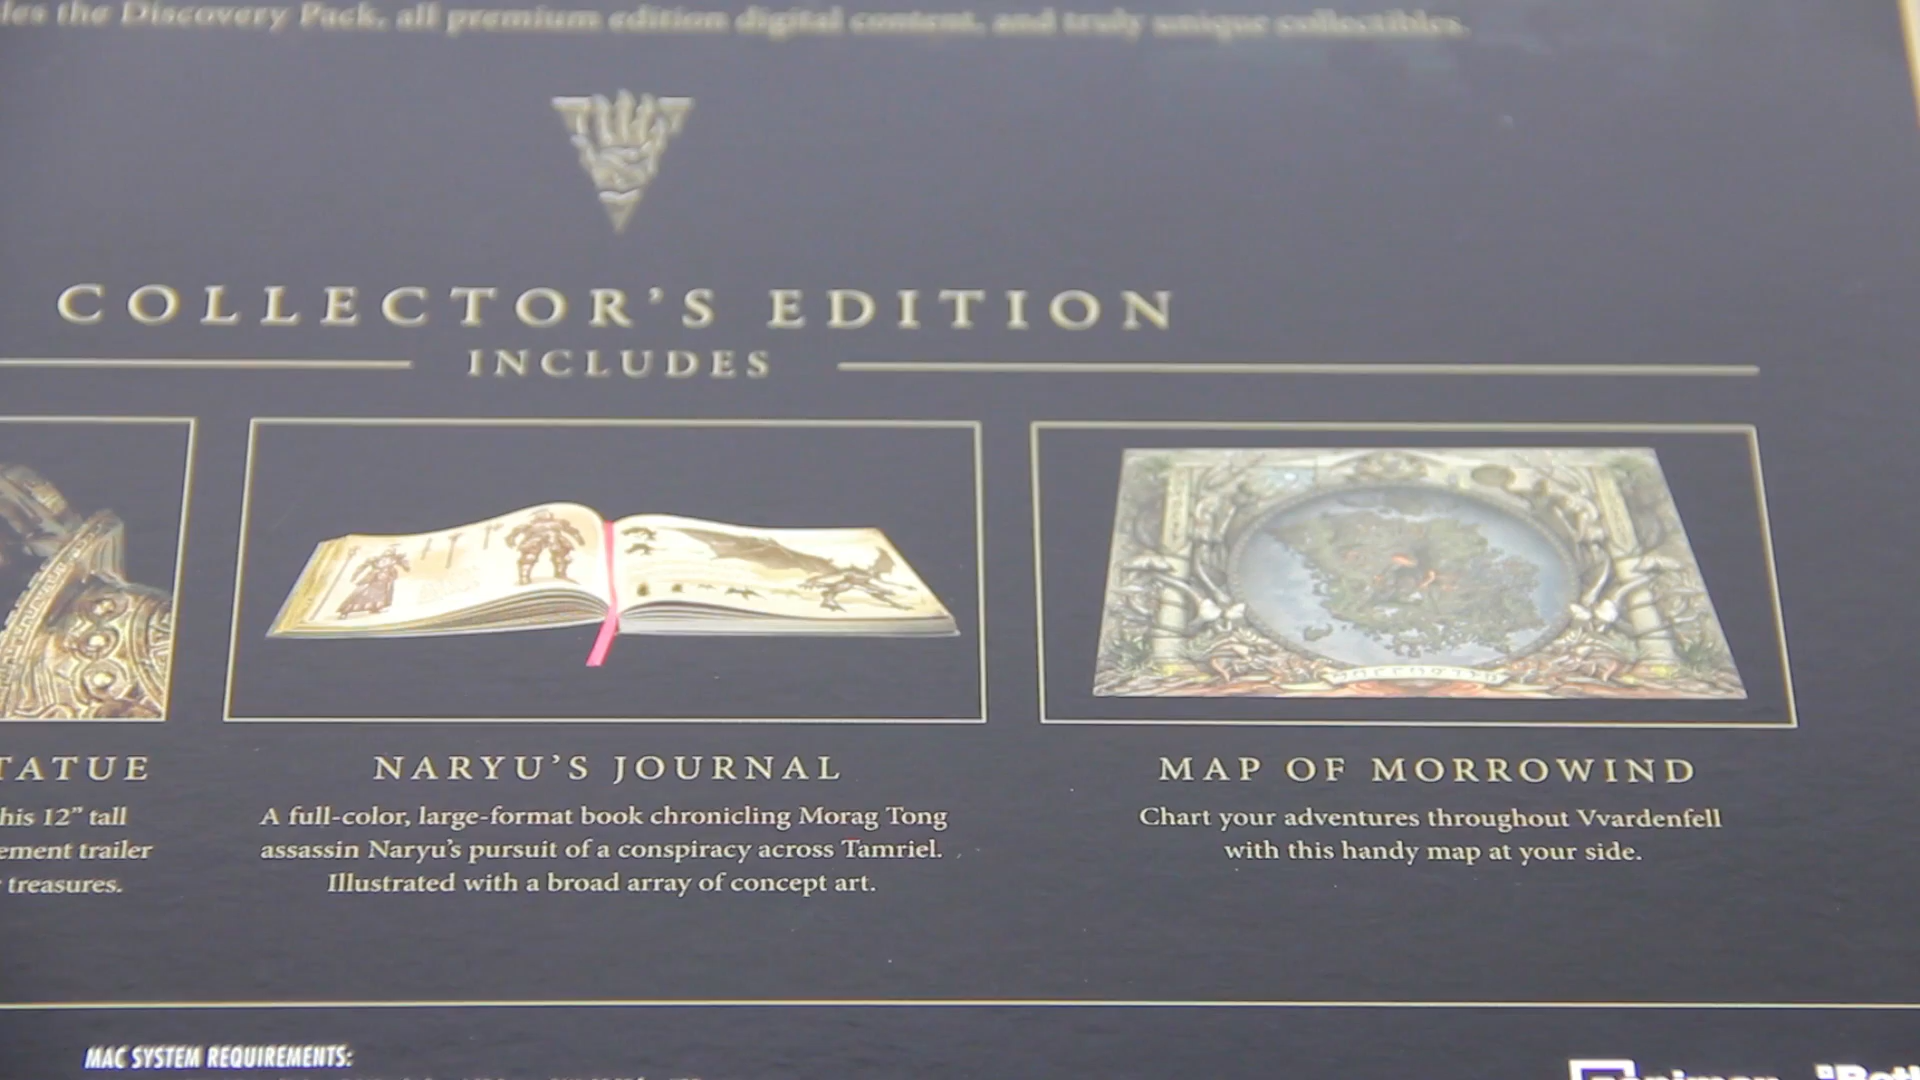 the Discovery Pack, all premium edition digital content, and truly unique collectibles.
COLLECTOR'S EDITION
INCLUDES
TATUE
his 12” tall
ement trailer
treasures.
NARYU'S JOURNAL
A full-color, large-format book chronicling Morag Tong
assassin Naryu's pursuit of a conspiracy across Tamriel.
Illustrated with a broad array of concept art.
MAP OF MORROWIND
Chart your adventures throughout Vvardenfell
with this handy map at your side.
MAC SYSTEM REQUIREMENTS: